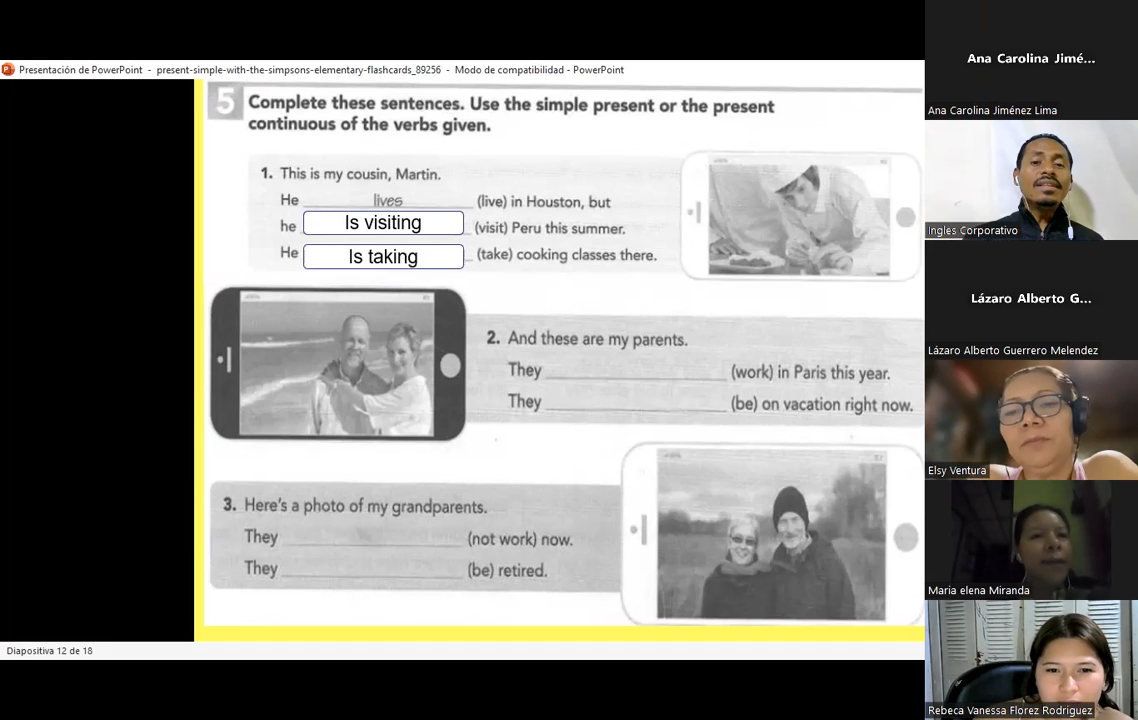 Presentación de PowerPoint - present-simple-with-the-simpsons-elementary-flashcards_89256 - Modo de compatibilidad - PowerPoint
5 Complete these sentences. Use the simple present or the present
continuous of the verbs given.
1. This is my cousin, Martin.
He lives (live) in Houston, but
he Is visiting (visit) Peru this summer.
He Is taking (take) cooking classes there.
2. And these are my parents.
They ____________ (work) in Paris this year.
They ____________ (be) on vacation right now.
3. Here's a photo of my grandparents.
They ____________ (not work) now.
They ____________ (be) retired.
Diapositiva 12 de 18
Ana Carolina Jimé...
Ana Carolina Jiménez Lima
Ingles Corporativo
Lázaro Alberto G...
Lázaro Alberto Guerrero Melendez
Elsy Ventura
Maria elena Miranda
Rebeca Vanessa Florez Rodriguez